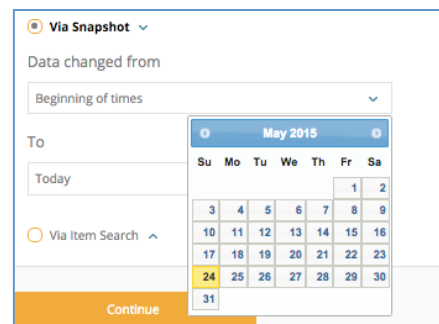 Via Snapshot
Data changed from
Beginning of times
To
Today
Via Item Search
Continue
May 2015
Su Mo Tu We Th Fr Sa
1 2
3 4 5 6 7 8 9
10 11 12 13 14 15 16
17 18 19 20 21 22 23
24 25 26 27 28 29 30
31